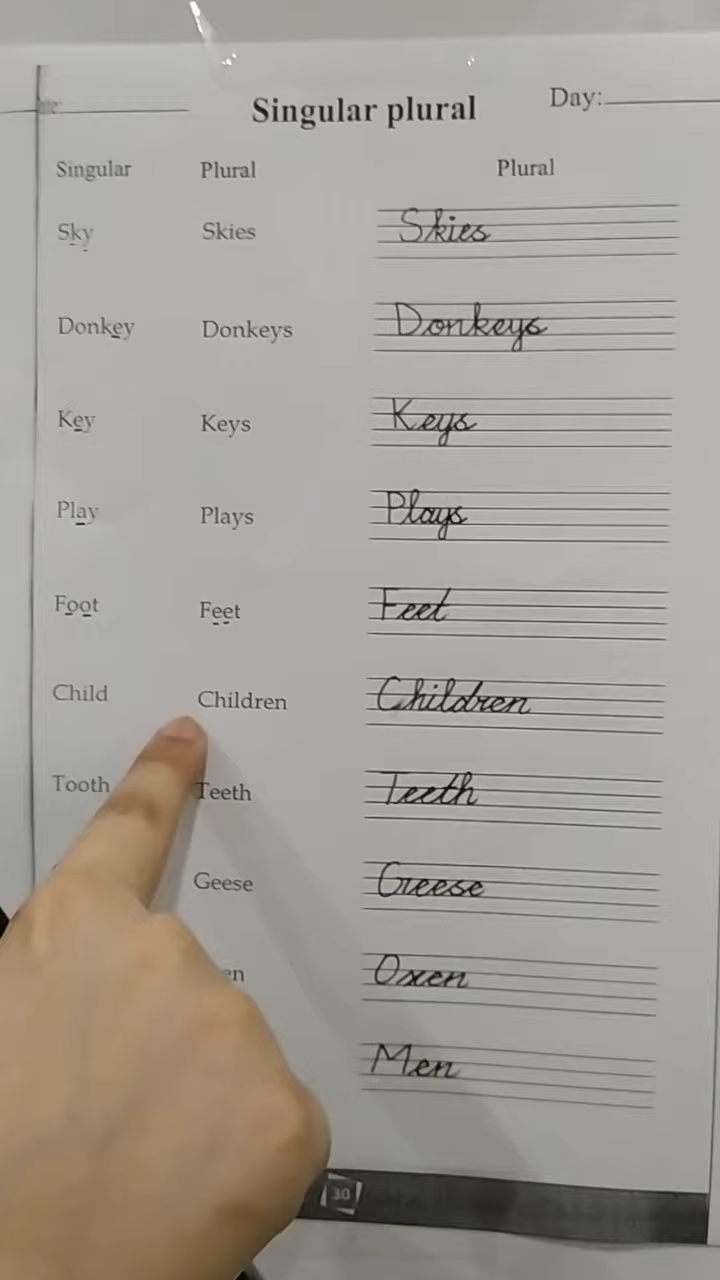 Singular plural Day:
Singular Plural Plural
Sky Skies Skies
Donkey Donkeys Donkeys
Key Keys Keys
Play Plays Plays
Foot Feet Feet
Child Children Children
Tooth Teeth Teeth
Geese Geese
Oxen
Men
30